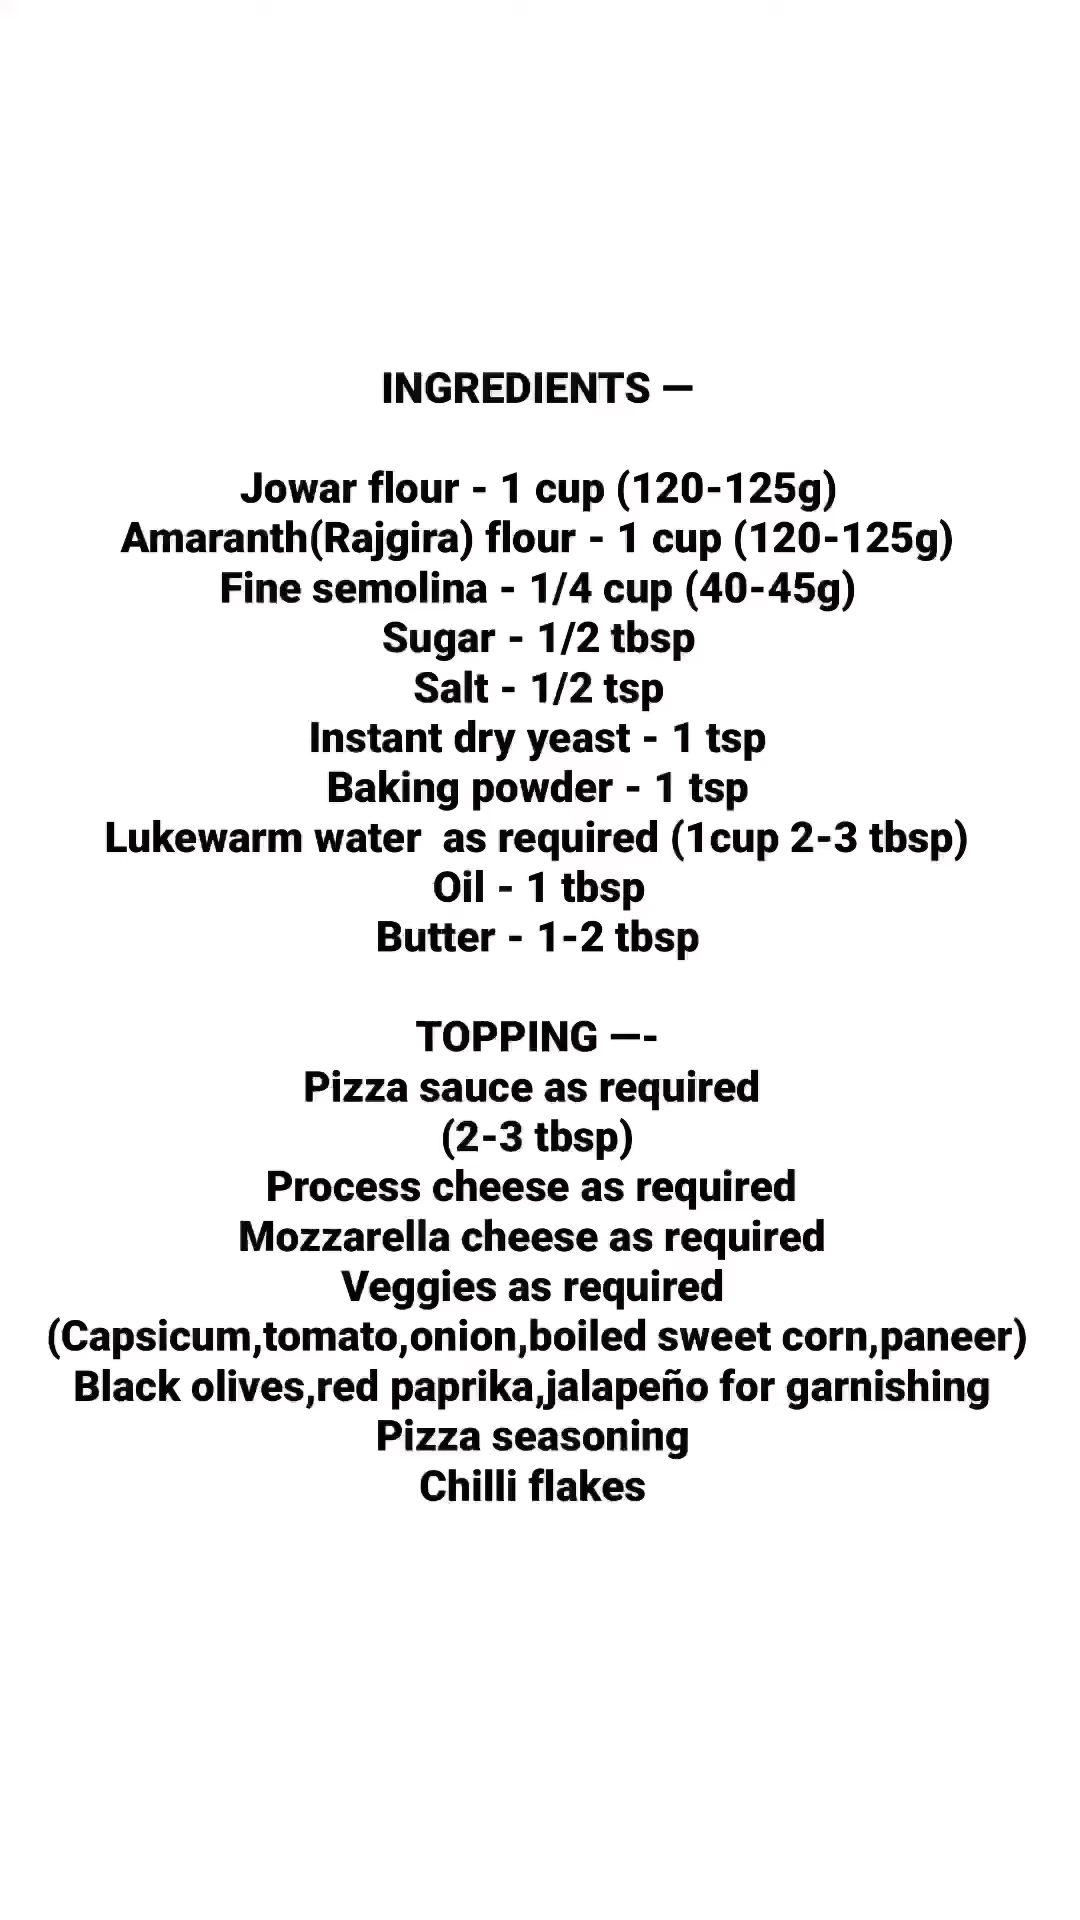 INGREDIENTS —
Jowar flour - 1 cup (120-125g)
Amaranth(Rajgira) flour - 1 cup (120-125g)
Fine semolina - 1/4 cup (40-45g)
Sugar - 1/2 tbsp
Salt - 1/2 tsp
Instant dry yeast - 1 tsp
Baking powder - 1 tsp
Lukewarm water  as required (1cup 2-3 tbsp)
Oil - 1 tbsp
Butter - 1-2 tbsp
TOPPING —-
Pizza sauce as required
(2-3 tbsp)
Process cheese as required
Mozzarella cheese as required
Veggies as required
(Capsicum,tomato,onion,boiled sweet corn,paneer)
Black olives,red paprika,jalapeño for garnishing
Pizza seasoning
Chilli flakes